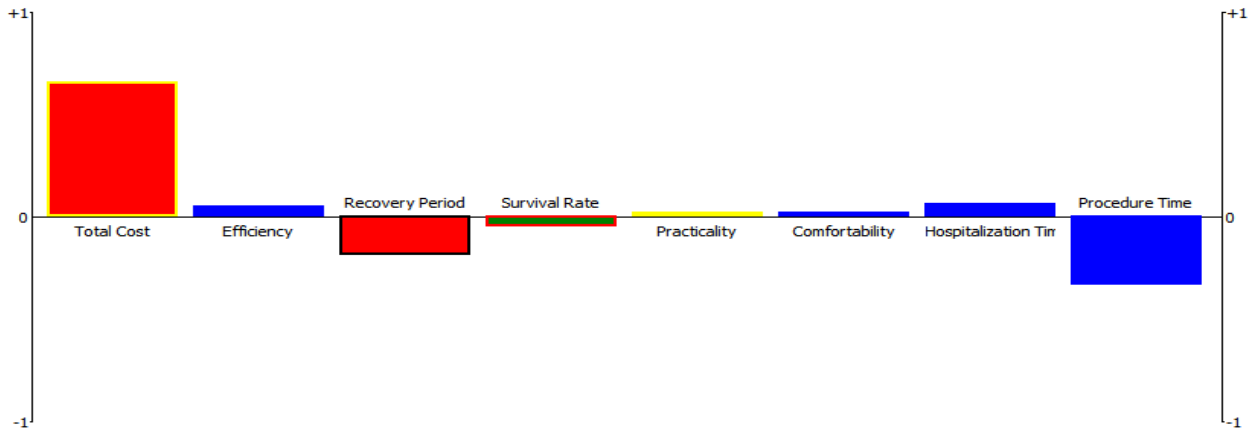 +1 +1
Recovery Period Survival Rate Procedure Time
0 0
Total Cost Efficiency Practicality Comfortability Hospitalization Tim
-1 -1